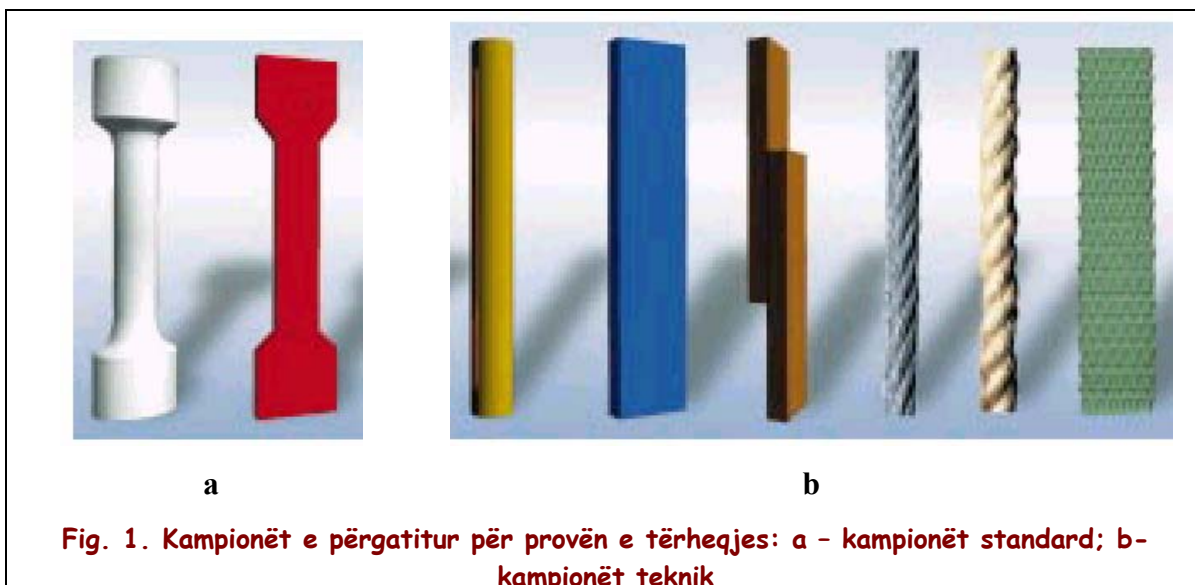 a
b
Fig. 1. Kampionët e përgatitur për provën e tërheqjes: a – kampionët standard; b-
kampionët teknik